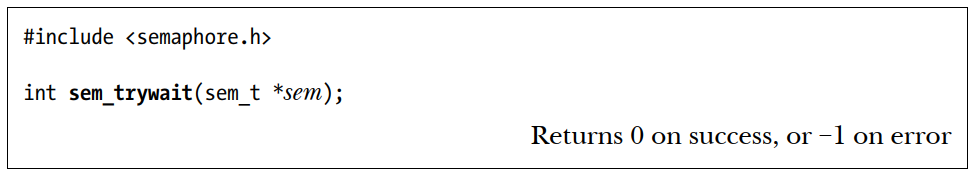 #include <semaphore.h>
int sem_trywait(sem_t *sem);
Returns 0 on success, or −1 on error